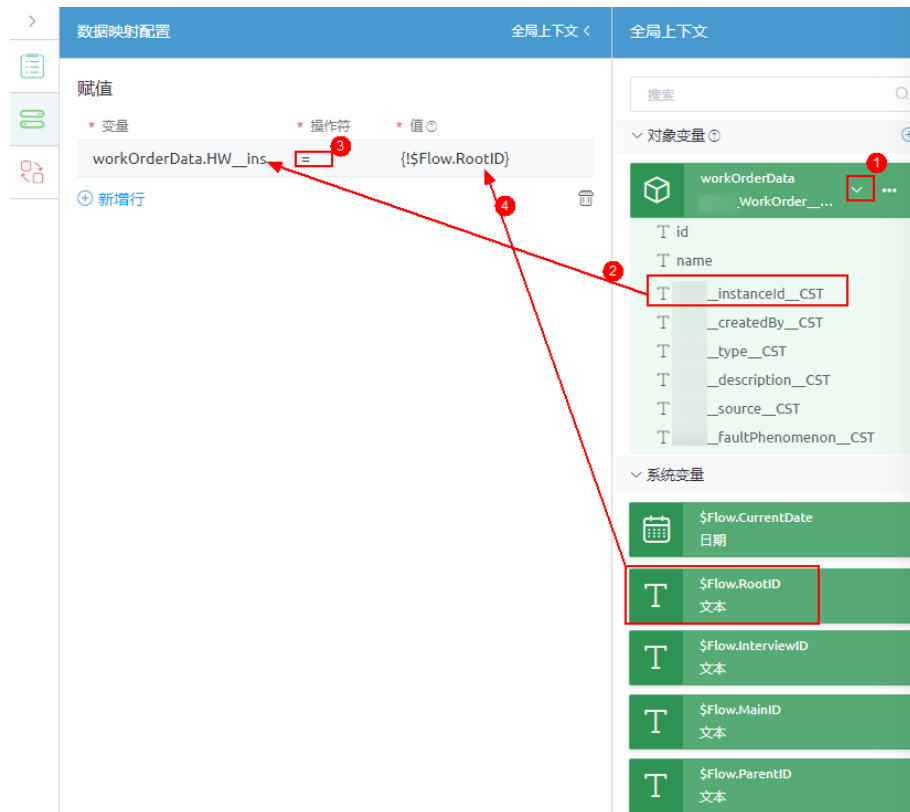 数据映射配置
全局上下文
赋值
* 变量
* 操作符
* 值
workOrderData.HW__ins
=
{!$Flow.RootID}
新增行
3
4
2
全局上下文
搜索
对象变量
1
workOrderData
_WorkOrder__...
id
name
__instanceId__CST
__createdBy__CST
__type__CST
__description__CST
__source__CST
__faultPhenomenon__CST
系统变量
$Flow.CurrentDate
日期
$Flow.RootID
文本
$Flow.InterviewID
文本
$Flow.MainID
文本
$Flow.ParentID
文本